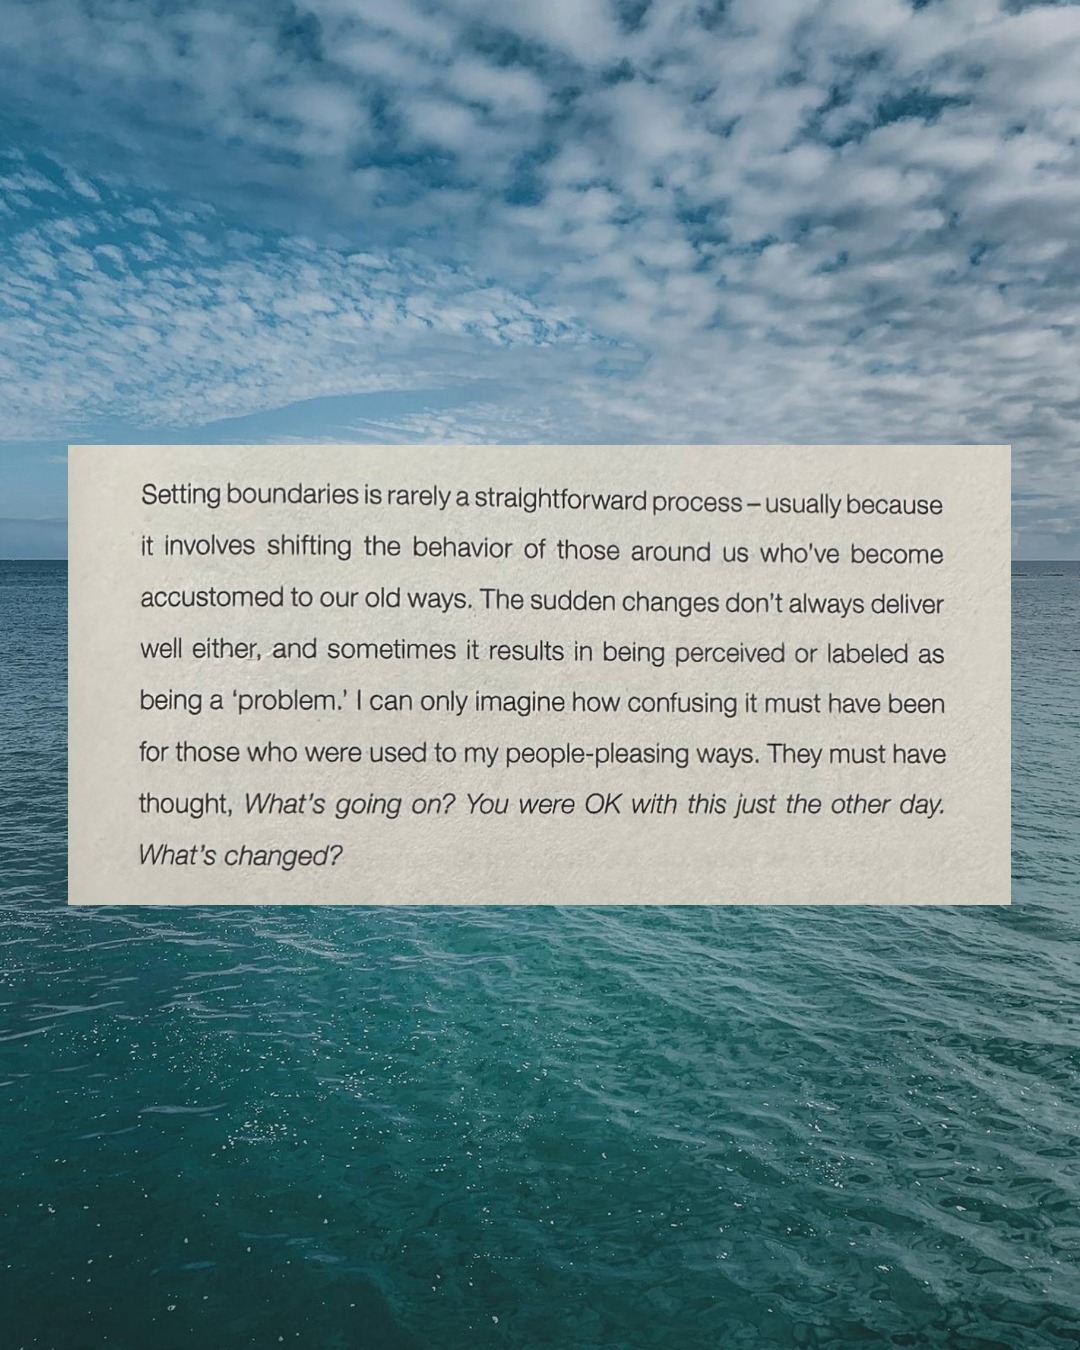 Setting boundaries is rarely a straightforward process – usually because
it involves shifting the behavior of those around us who've become
accustomed to our old ways. The sudden changes don't always deliver
well either, and sometimes it results in being perceived or labeled as
being a ‘problem.’ I can only imagine how confusing it must have been
for those who were used to my people-pleasing ways. They must have
thought, What's going on? You were OK with this just the other day.
What's changed?